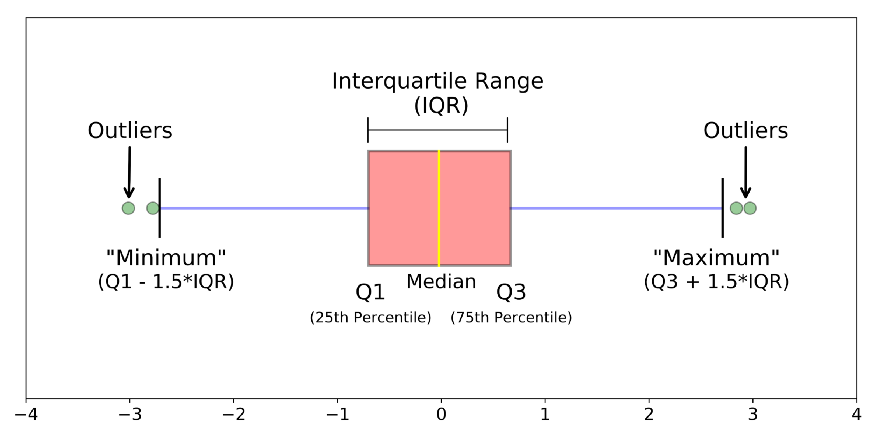 Interquartile Range
(IQR)
Outliers
Outliers
"Minimum"
(Q1 - 1.5*IQR)
"Maximum"
(Q3 + 1.5*IQR)
Median
Q1
Q3
(25th Percentile)
(75th Percentile)
−4
−3
−2
−1
0
1
2
3
4